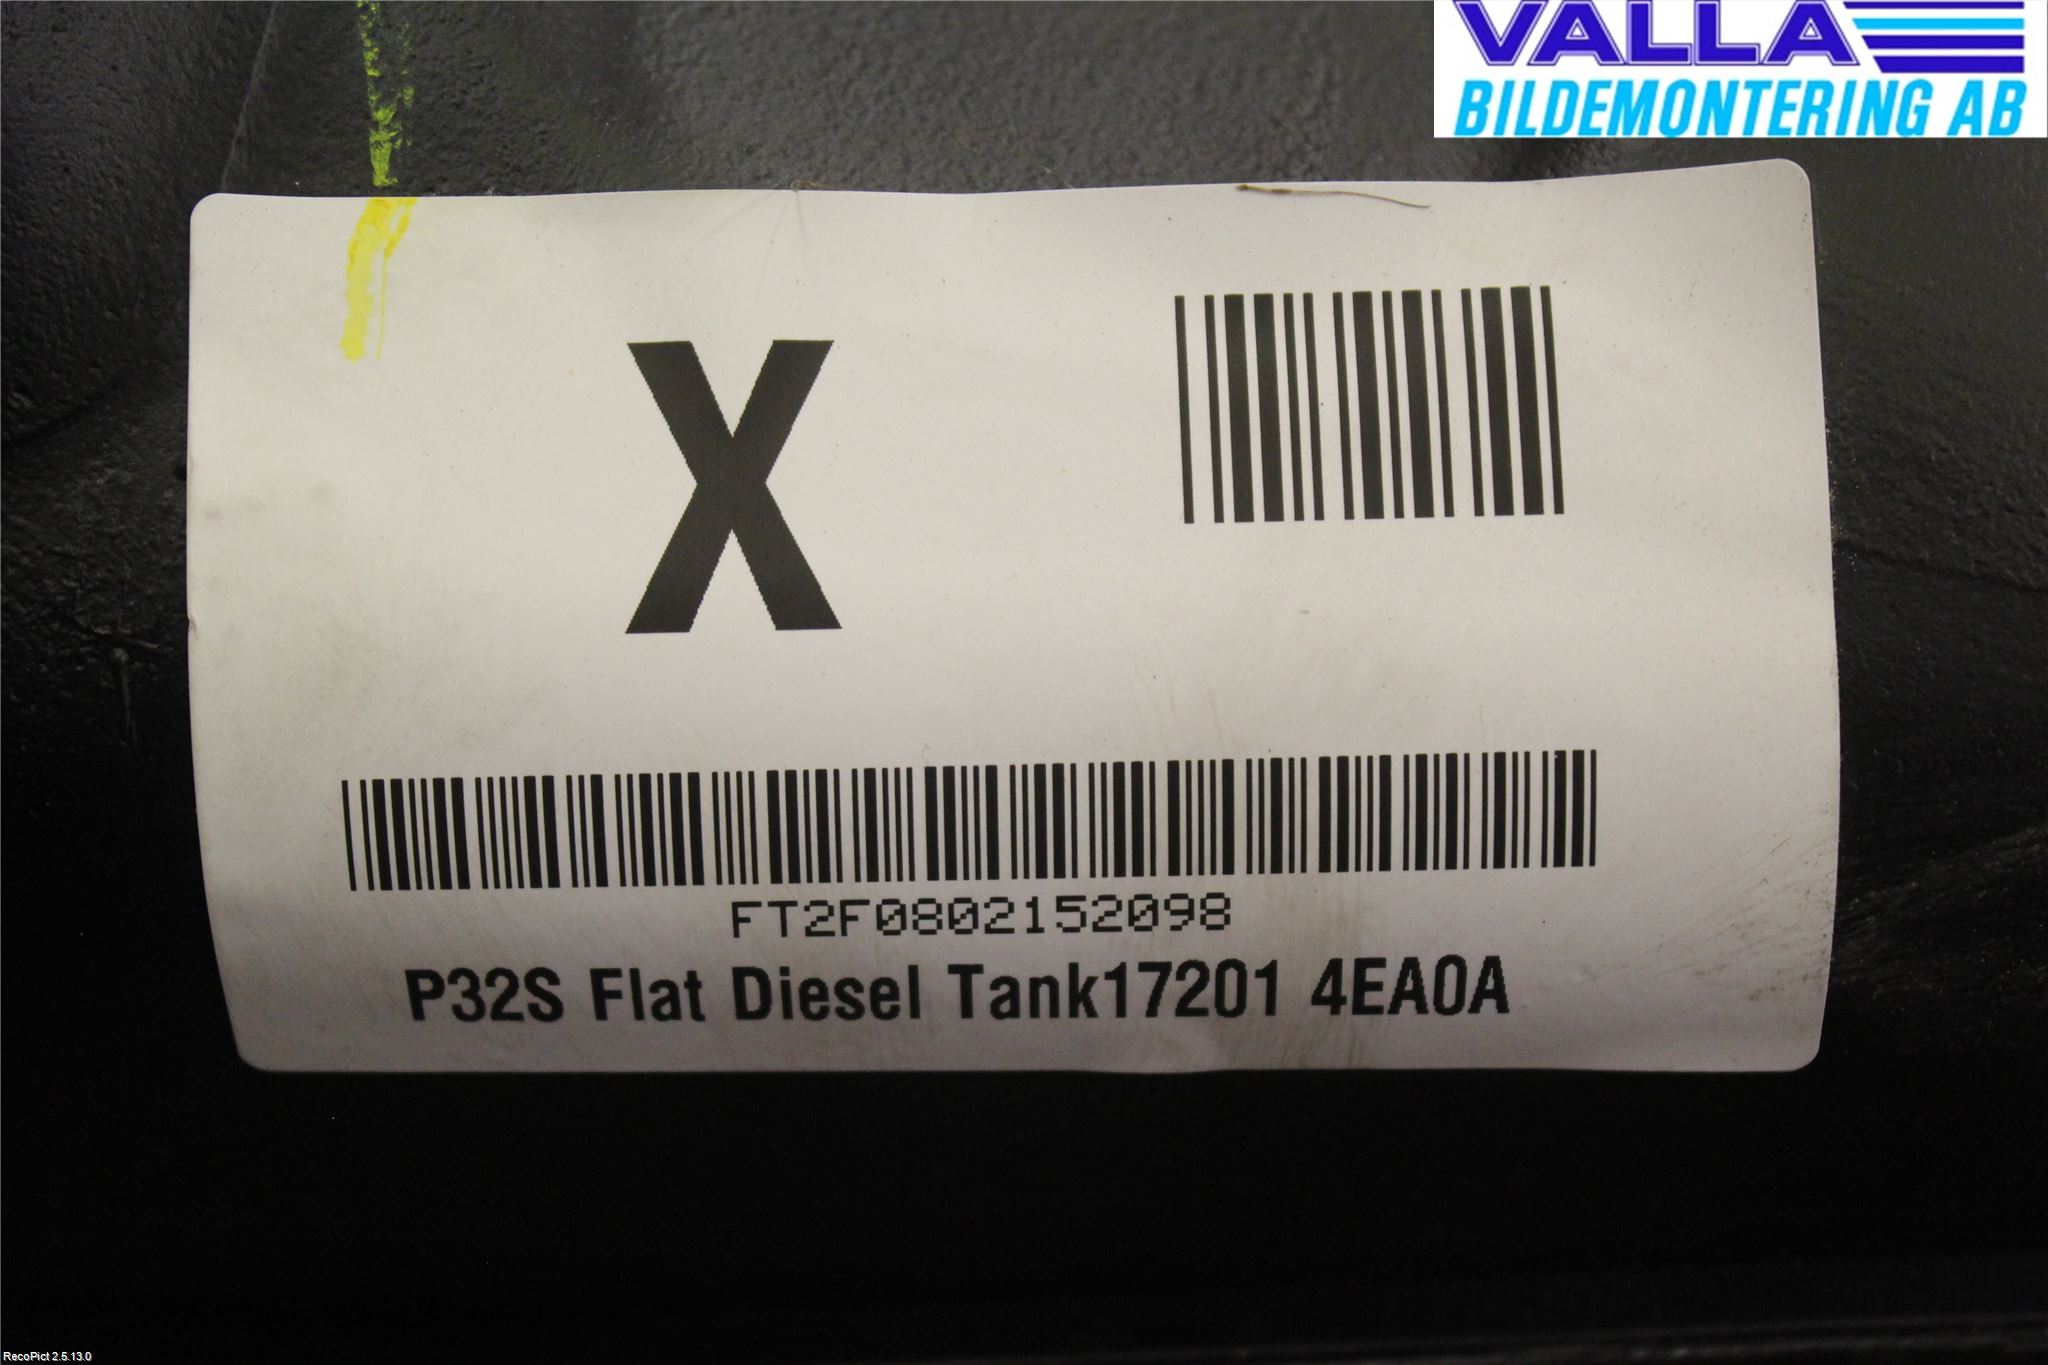 VALLA
BILDEMONTERING AB
X
FT2F0802152098
P32S Flat Diesel Tank17201 4EA0A
RecoPict 2.5.13.0